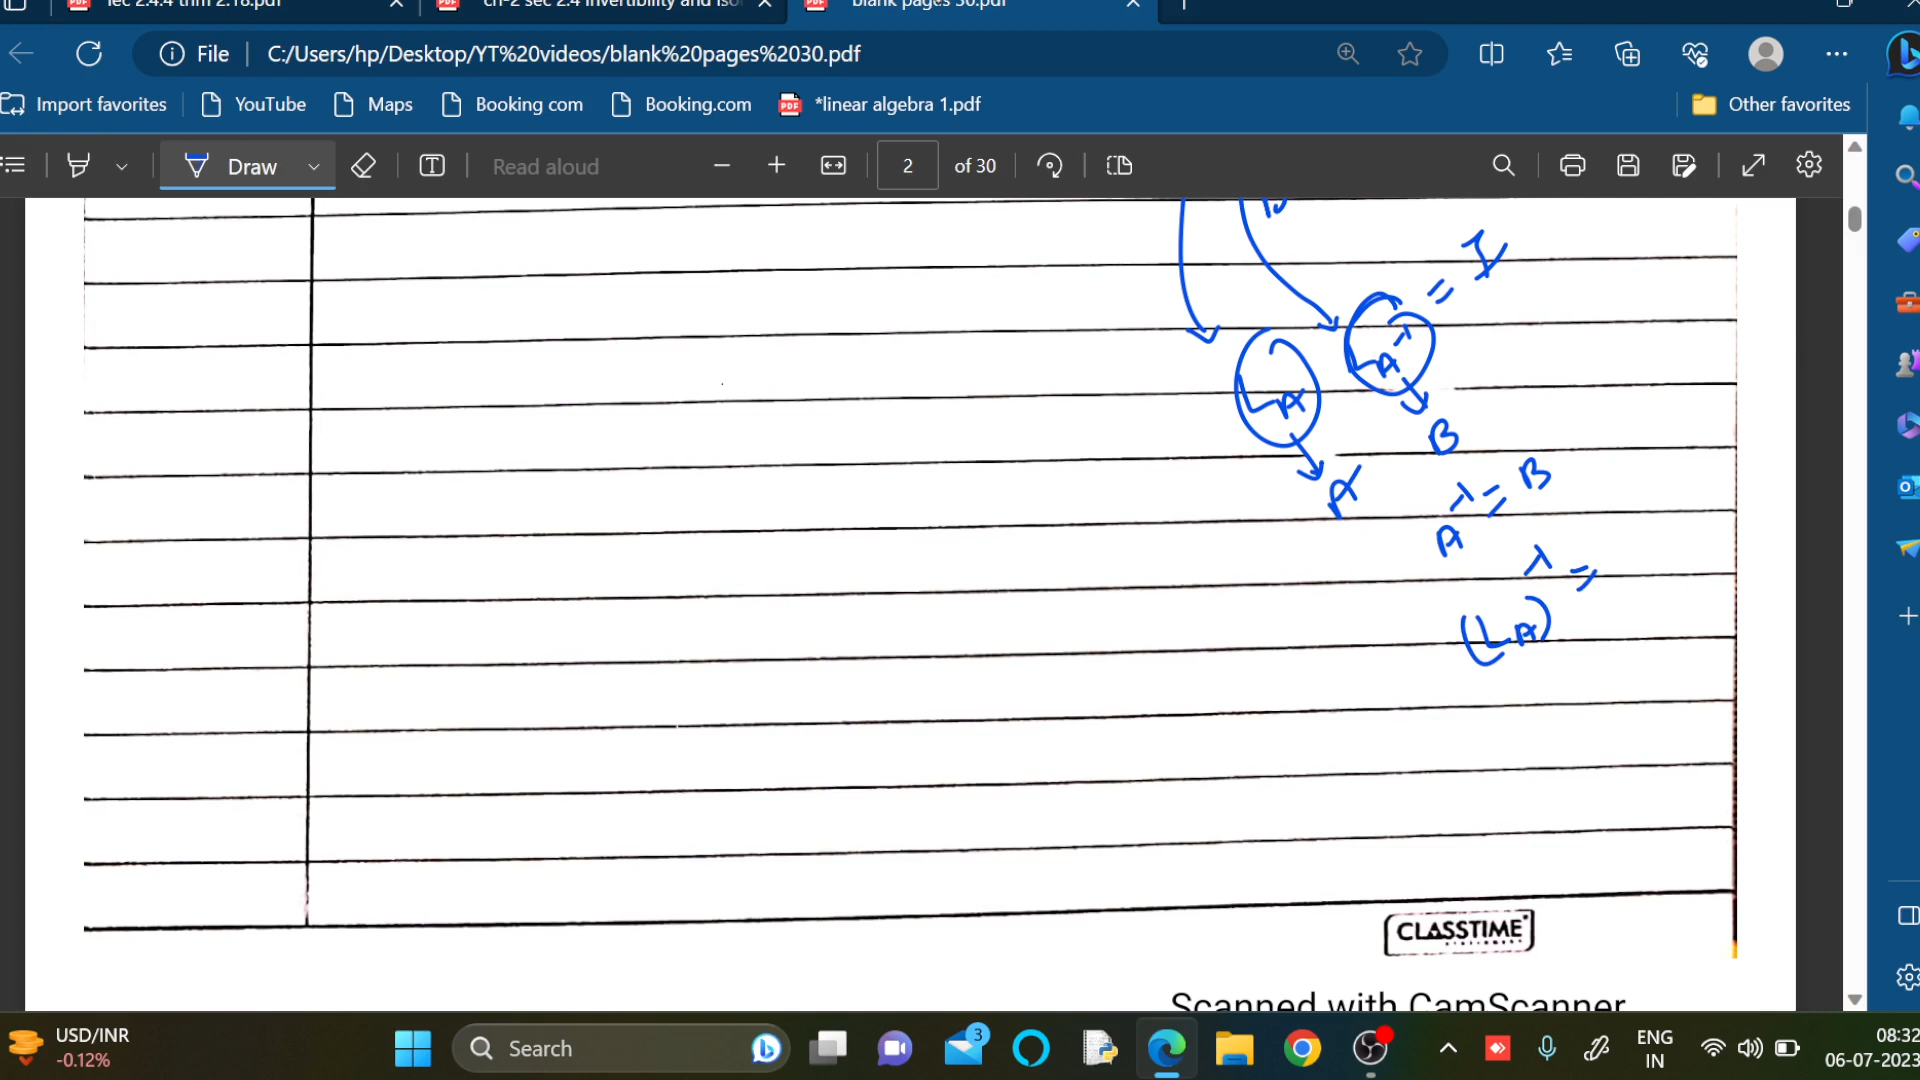 lec 2.4.4 thm 2.18.pdf
ch-2 sec 2.4 invertibility and iso
blank pages 30.pdf
File
C:/Users/hp/Desktop/YT%20videos/blank%20pages%2030.pdf
Import favorites
YouTube
Maps
Booking com
Booking.com
*linear algebra 1.pdf
Other favorites
Draw
Read aloud
2
of 30
= I
L_A
B
A
= B
A
=
(L_A)
CLASSTIME
Scanned with CamScanner
USD/INR
-0.12%
Search
3
ENG
IN
08:32
06-07-2023